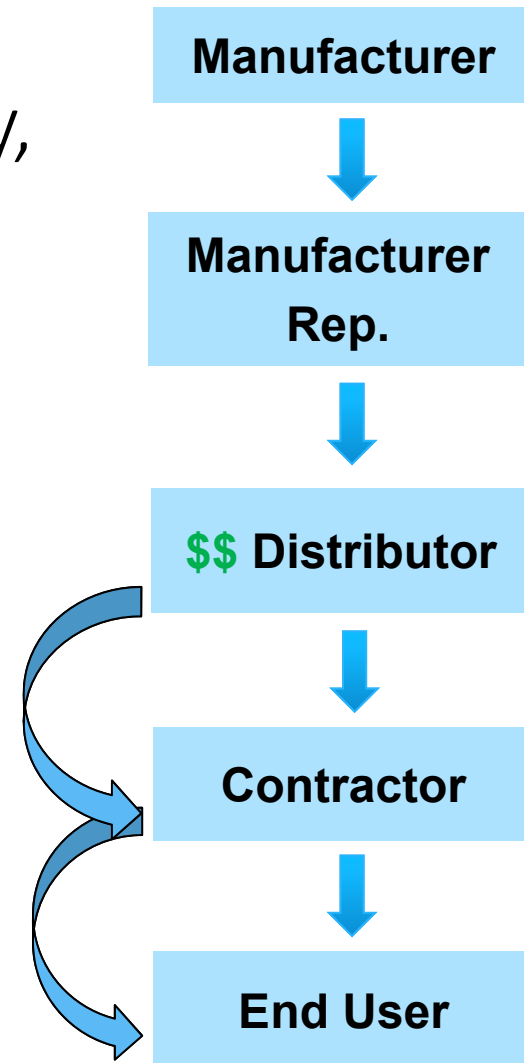 Manufacturer
y,
Manufacturer
Rep.
$$ Distributor
Contractor
End User